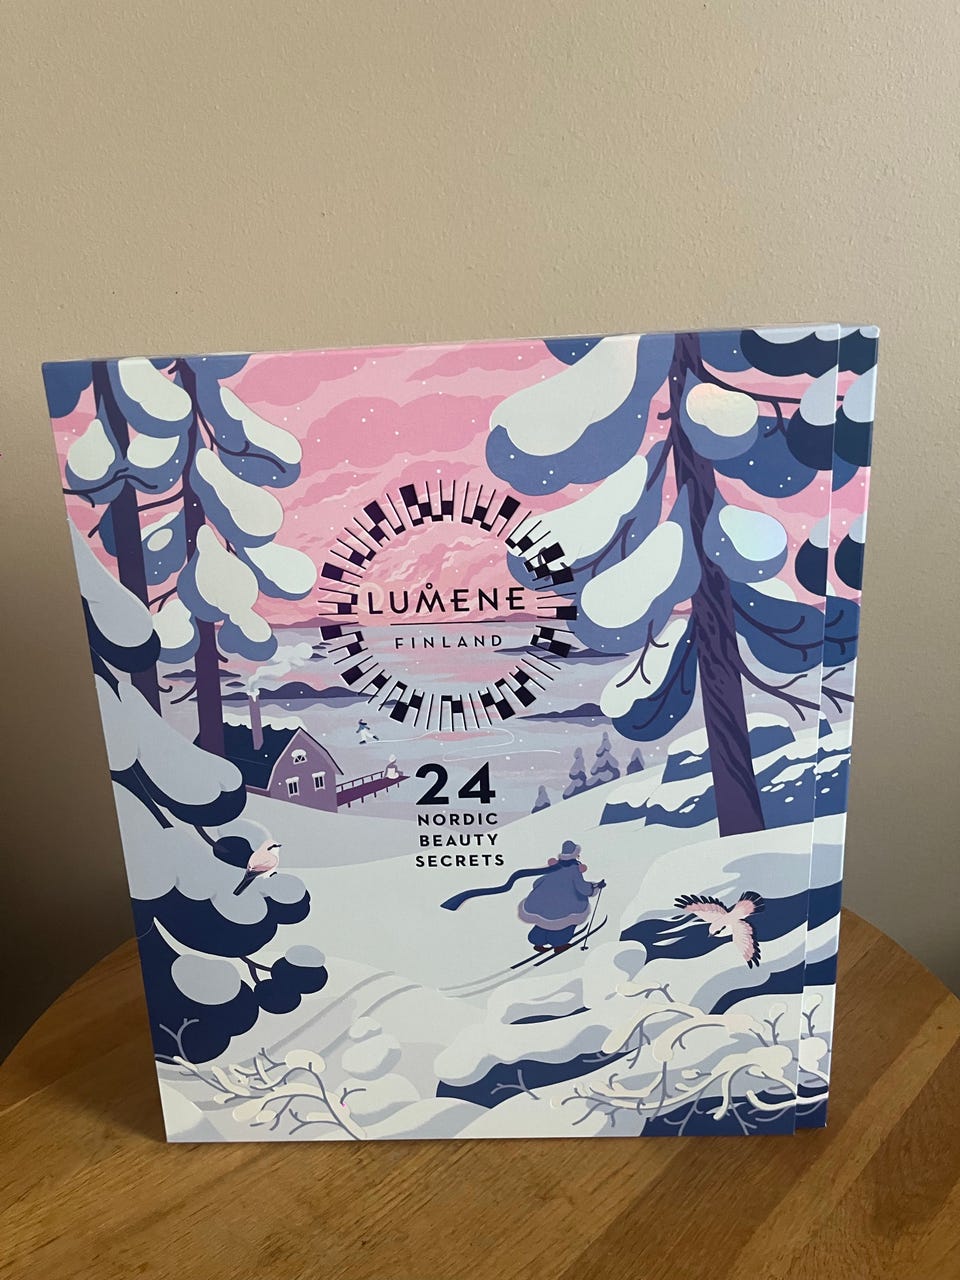 LUMENE
FINLAND
24
NORDIC
BEAUTY
SECRETS